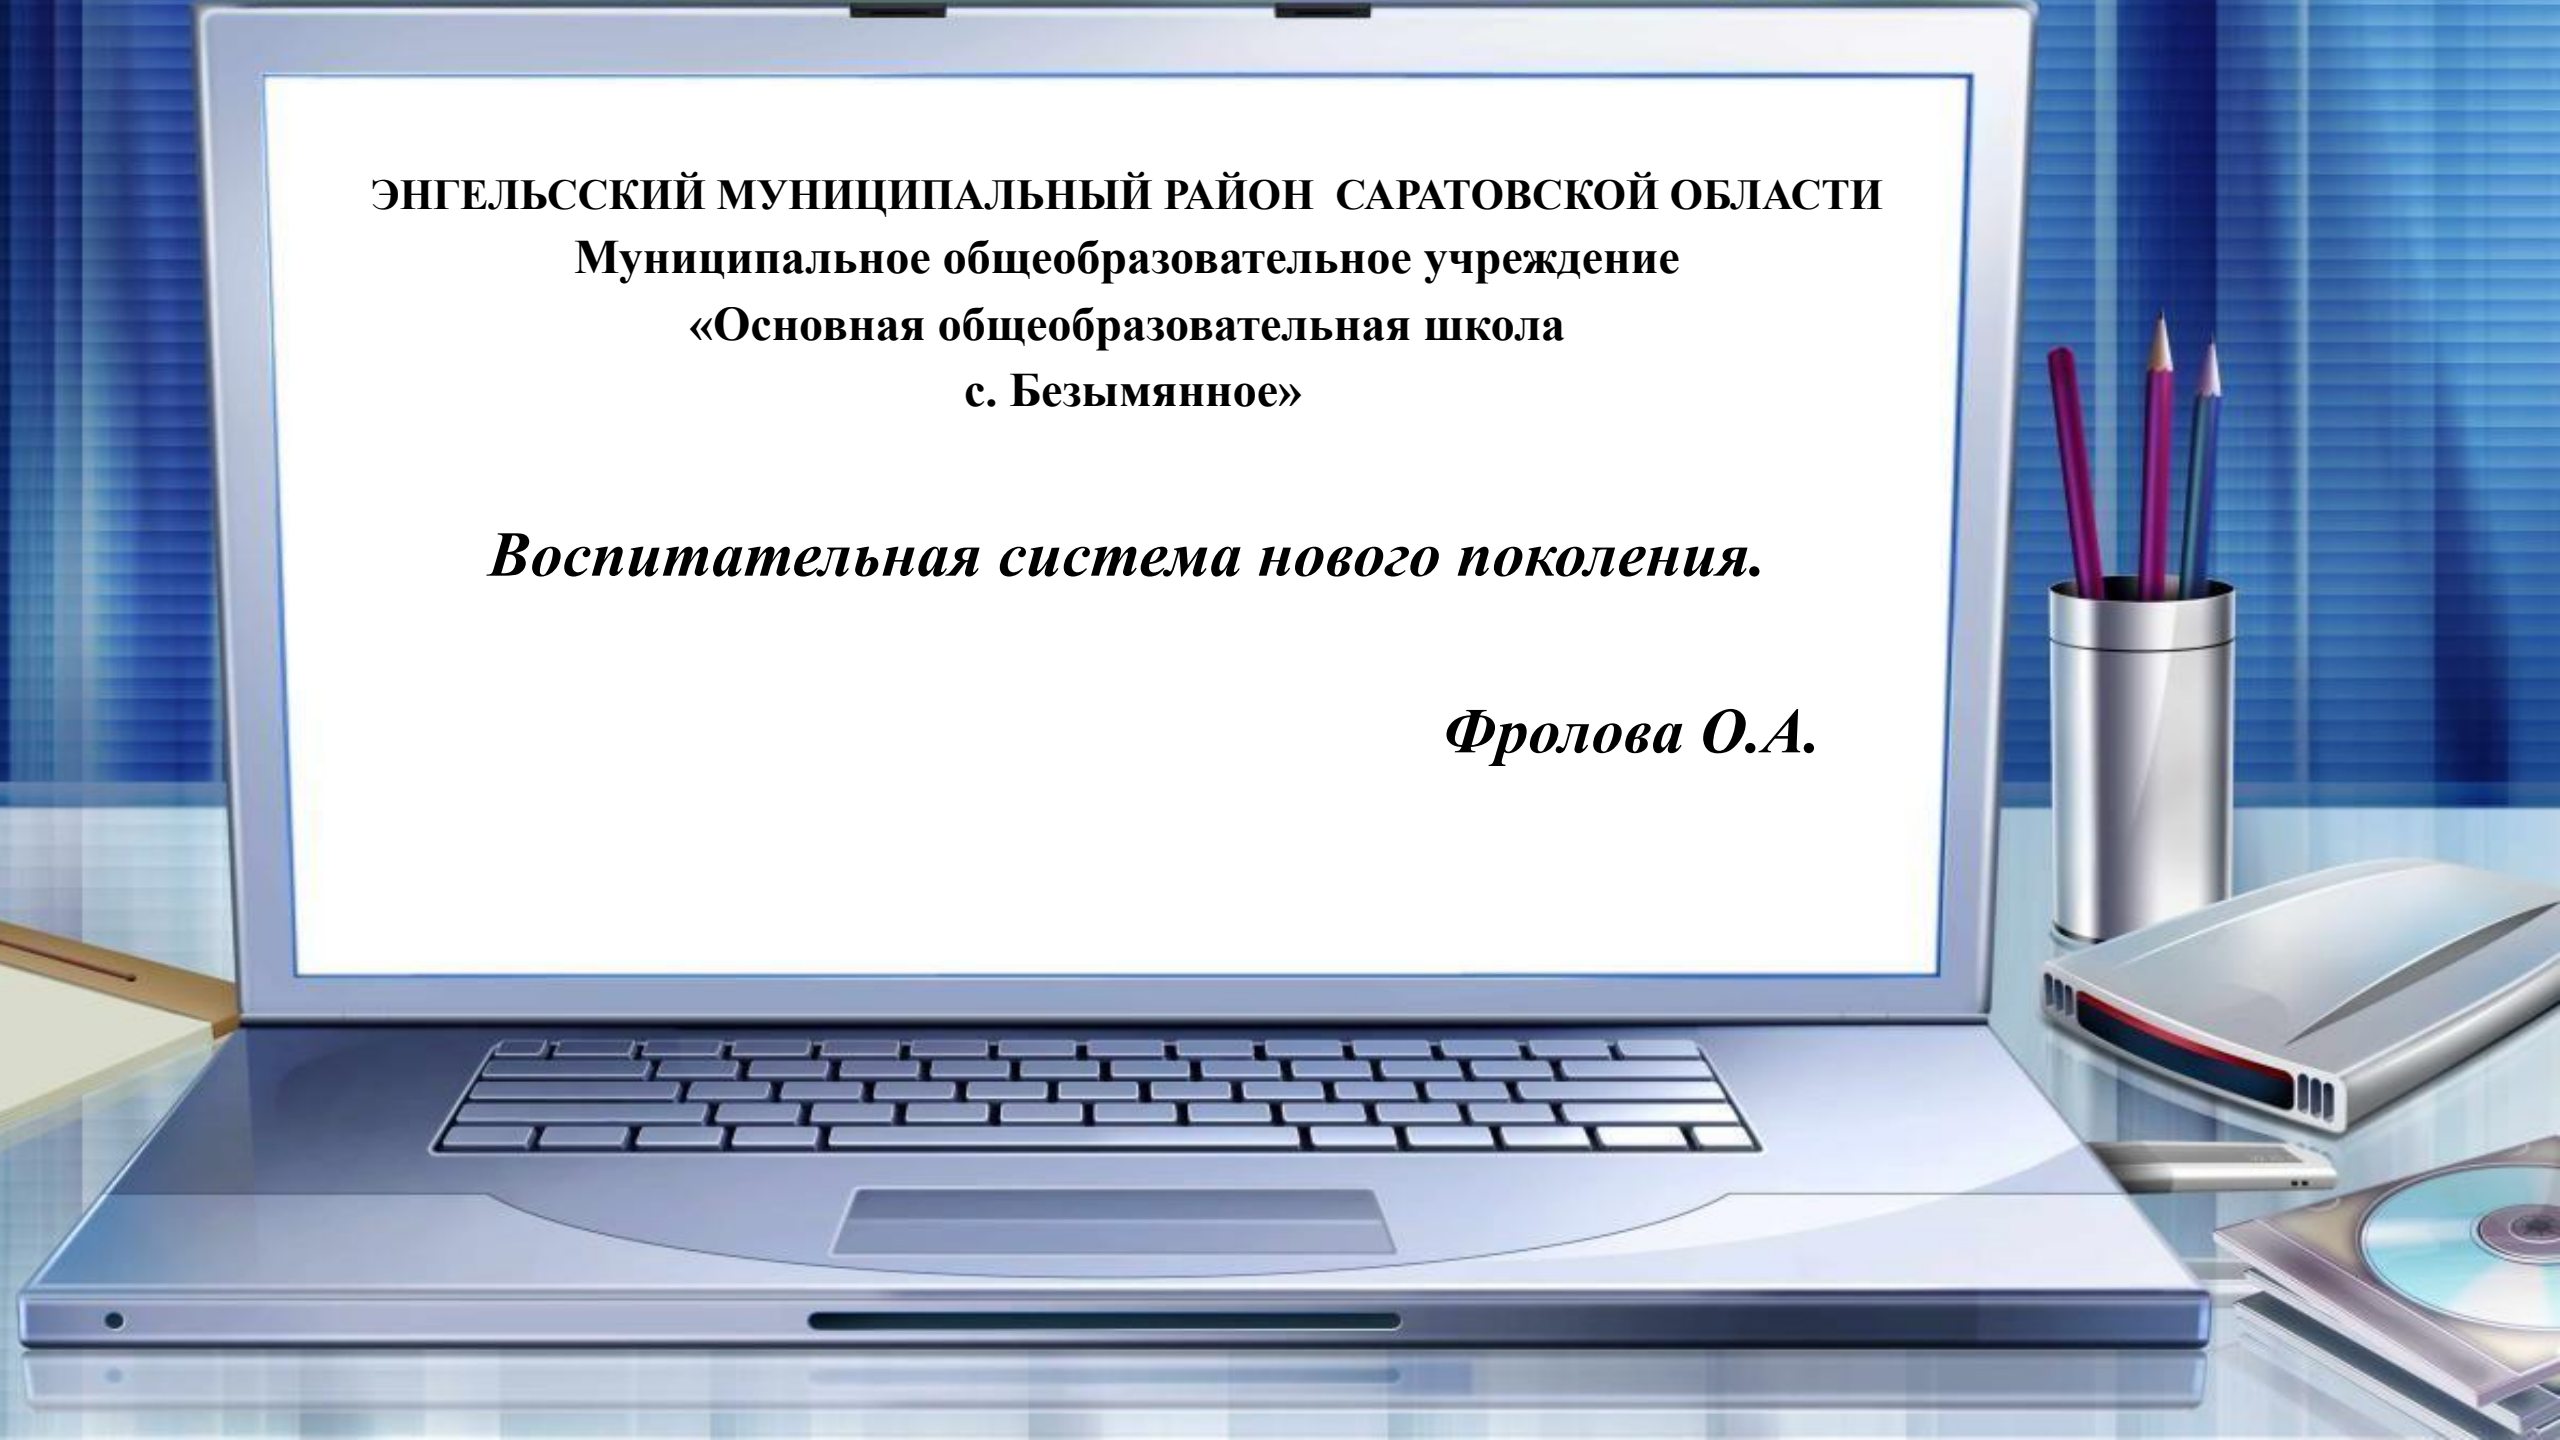 ЭНГЕЛЬССКИЙ МУНИЦИПАЛЬНЫЙ РАЙОН  САРАТОВСКОЙ ОБЛАСТИ
Муниципальное общеобразовательное учреждение
«Основная общеобразовательная школа
с. Безымянное»
Воспитательная система нового поколения.
Фролова О.А.